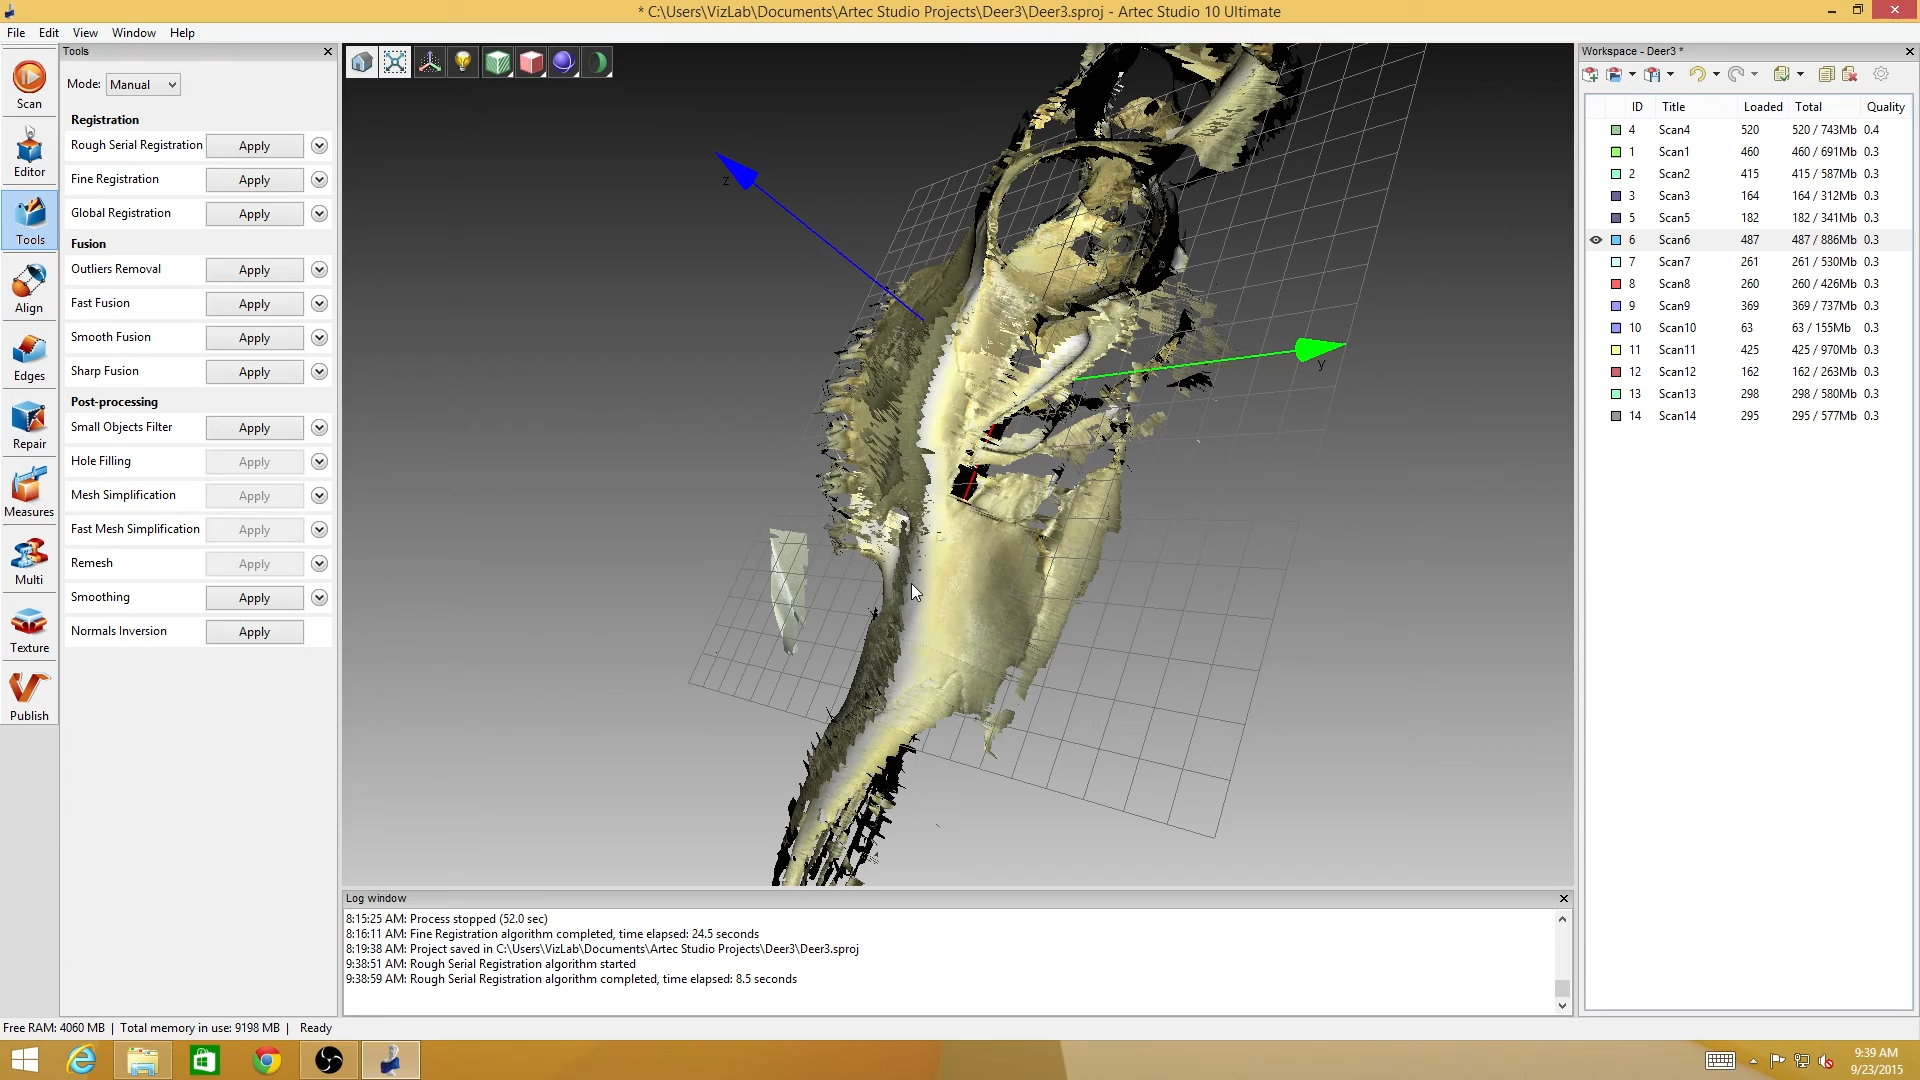 * C:\Users\VizLab\Documents\Artec Studio Projects\Deer3\Deer3.sproj - Artec Studio 10 Ultimate
File Edit View Window Help
Tools
Mode: Manual
Scan
Editor
Tools
Align
Edges
Repair
Measures
Multi
Texture
Publish
Registration
Rough Serial Registration Apply
Fine Registration Apply
Global Registration Apply
Fusion
Outliers Removal Apply
Fast Fusion Apply
Smooth Fusion Apply
Sharp Fusion Apply
Post-processing
Small Objects Filter Apply
Hole Filling Apply
Mesh Simplification Apply
Fast Mesh Simplification Apply
Remesh Apply
Smoothing Apply
Normals Inversion Apply
z
y
Workspace - Deer3 *
ID Title Loaded Total Quality
4 Scan4 520 520 / 743Mb 0.4
1 Scan1 460 460 / 691Mb 0.3
2 Scan2 415 415 / 587Mb 0.3
3 Scan3 164 164 / 312Mb 0.3
5 Scan5 182 182 / 341Mb 0.3
6 Scan6 487 487 / 886Mb 0.3
7 Scan7 261 261 / 530Mb 0.3
8 Scan8 260 260 / 426Mb 0.3
9 Scan9 369 369 / 737Mb 0.3
10 Scan10 63 63 / 155Mb 0.3
11 Scan11 425 425 / 970Mb 0.3
12 Scan12 162 162 / 263Mb 0.3
13 Scan13 298 298 / 580Mb 0.3
14 Scan14 295 295 / 577Mb 0.3
Log window
8:15:25 AM: Process stopped (52.0 sec)
8:16:11 AM: Fine Registration algorithm completed, time elapsed: 24.5 seconds
8:19:38 AM: Project saved in C:\Users\VizLab\Documents\Artec Studio Projects\Deer3\Deer3.sproj
9:38:51 AM: Rough Serial Registration algorithm started
9:38:59 AM: Rough Serial Registration algorithm completed, time elapsed: 8.5 seconds
Free RAM: 4060 MB | Total memory in use: 9198 MB | Ready
9:39 AM
9/23/2015